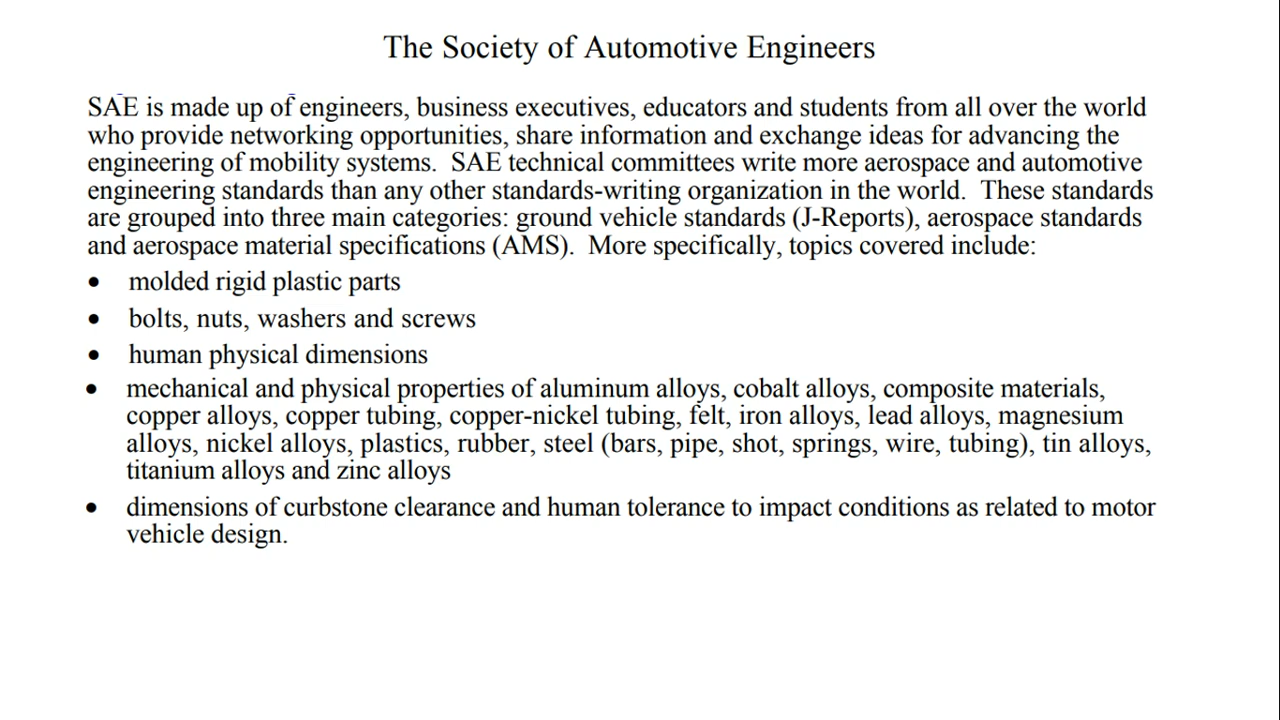 The Society of Automotive Engineers
SAE is made up of engineers, business executives, educators and students from all over the world
who provide networking opportunities, share information and exchange ideas for advancing the
engineering of mobility systems.  SAE technical committees write more aerospace and automotive
engineering standards than any other standards-writing organization in the world.  These standards
are grouped into three main categories: ground vehicle standards (J-Reports), aerospace standards
and aerospace material specifications (AMS).  More specifically, topics covered include:
• molded rigid plastic parts
• bolts, nuts, washers and screws
• human physical dimensions
• mechanical and physical properties of aluminum alloys, cobalt alloys, composite materials,
copper alloys, copper tubing, copper-nickel tubing, felt, iron alloys, lead alloys, magnesium
alloys, nickel alloys, plastics, rubber, steel (bars, pipe, shot, springs, wire, tubing), tin alloys,
titanium alloys and zinc alloys
• dimensions of curbstone clearance and human tolerance to impact conditions as related to motor
vehicle design.